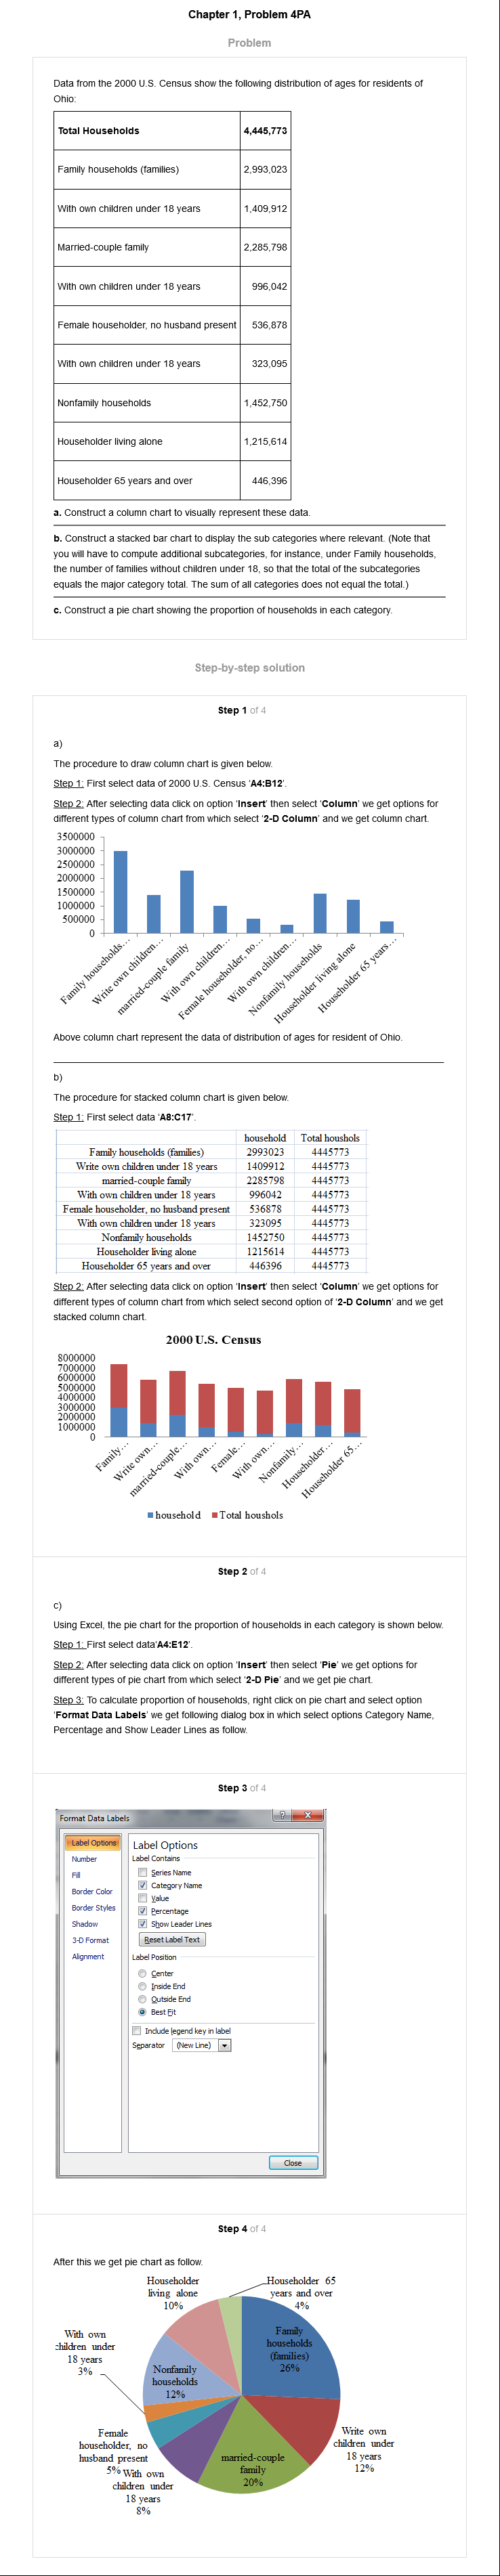 Chapter 1, Problem 4PA
Problem
Data from the 2000 U.S. Census show the following distribution of ages for residents of
Ohio:
Total Households 4,445,773
Family households (families) 2,993,023
With own children under 18 years 1,409,912
Married-couple family 2,285,798
With own children under 18 years 996,042
Female householder, no husband present 536,878
With own children under 18 years 323,095
Nonfamily households 1,452,750
Householder living alone 1,215,614
Householder 65 years and over 446,396
a. Construct a column chart to visually represent these data.
b. Construct a stacked bar chart to display the sub categories where relevant. (Note that
you will have to compute additional subcategories, for instance, under Family households,
the number of families without children under 18, so that the total of the subcategories
equals the major category total. The sum of all categories does not equal the total.)
c. Construct a pie chart showing the proportion of households in each category.
Step-by-step solution
Step 1 of 4
a)
The procedure to draw column chart is given below.
Step 1: First select data of 2000 U.S. Census 'A4:B12'.
Step 2: After selecting data click on option 'Insert' then select 'Column' we get options for
different types of column chart from which select '2-D Column' and we get column chart.
3500000
3000000
2500000
2000000
1500000
1000000
500000
0
Family households...
Write own children...
married-couple family
With own children...
Female householder, no...
With own children...
Nonfamily households
Householder living alone
Householder 65 years...
Above column chart represent the data of distribution of ages for resident of Ohio.
b)
The procedure for stacked column chart is given below.
Step 1: First select data 'A8:C17'.
household Total houshols
Family households (families) 2993023 4445773
Write own children under 18 years 1409912 4445773
married-couple family 2285798 4445773
With own children under 18 years 996042 4445773
Female householder, no husband present 536878 4445773
With own children under 18 years 323095 4445773
Nonfamily households 1452750 4445773
Householder living alone 1215614 4445773
Householder 65 years and over 446396 4445773
Step 2: After selecting data click on option 'Insert' then select 'Column' we get options for
different types of column chart from which select second option of '2-D Column' and we get
stacked column chart.
2000 U.S. Census
8000000
7000000
6000000
5000000
4000000
3000000
2000000
1000000
0
Family...
Write own...
married-couple...
With own...
Female...
With own...
Nonfamily...
Householder...
Householder 65...
household Total houshols
Step 2 of 4
c)
Using Excel, the pie chart for the proportion of households in each category is shown below.
Step 1: First select data'A4:E12'.
Step 2: After selecting data click on option 'Insert' then select 'Pie' we get options for
different types of pie chart from which select '2-D Pie' and we get pie chart.
Step 3: To calculate proportion of households, right click on pie chart and select option
'Format Data Labels' we get following dialog box in which select options Category Name,
Percentage and Show Leader Lines as follow.
Step 3 of 4
Format Data Labels
Label Options
Number
Fill
Border Color
Border Styles
Shadow
3-D Format
Alignment
Label Options
Label Contains
Series Name
Category Name
Value
Percentage
Show Leader Lines
Reset Label Text
Label Position
Center
Inside End
Outside End
Best Fit
Include legend key in label
Separator (New Line)
Close
Step 4 of 4
After this we get pie chart as follow.
Householder
living alone
10%
Householder 65
years and over
4%
Family
households
(families)
26%
With own
children under
18 years
3%
Nonfamily
households
12%
Write own
children under
18 years
12%
Female
householder, no
husband present
5%
With own
children under
18 years
8%
married-couple
family
20%